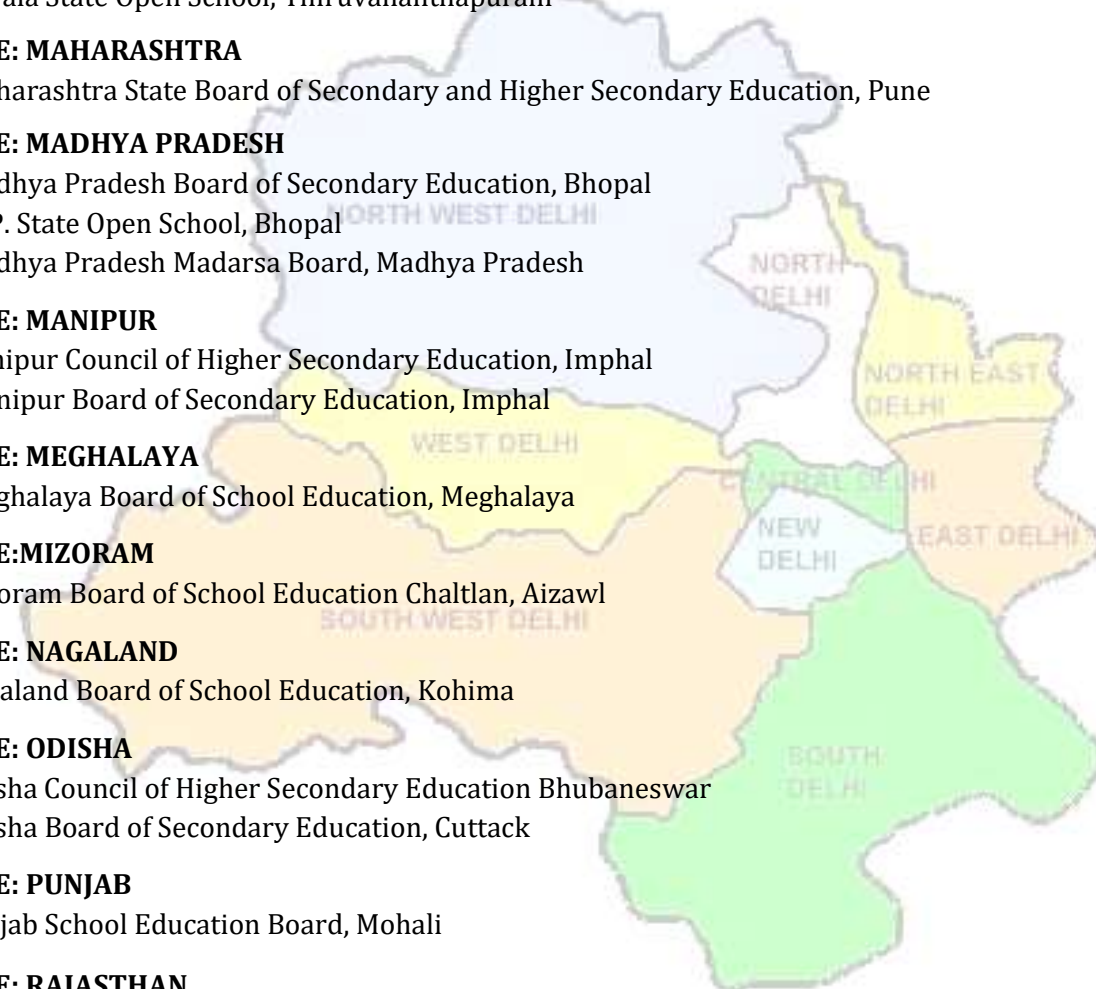 ala State Open School, Thiruvananthapuram
E: MAHARASHTRA
harashtra State Board of Secondary and Higher Secondary Education, Pune
E: MADHYA PRADESH
dhya Pradesh Board of Secondary Education, Bhopal
P. State Open School, Bhopal
dhya Pradesh Madarsa Board, Madhya Pradesh
E: MANIPUR
nipur Council of Higher Secondary Education, Imphal
nipur Board of Secondary Education, Imphal
E: MEGHALAYA
ghalaya Board of School Education, Meghalaya
E:MIZORAM
oram Board of School Education Chaltlan, Aizawl
E: NAGALAND
aland Board of School Education, Kohima
E: ODISHA
sha Council of Higher Secondary Education Bhubaneswar
sha Board of Secondary Education, Cuttack
E: PUNJAB
jab School Education Board, Mohali
E: RAJASTHAN
NORTH WEST DELHI
NORTH
DELHI
NORTH EAST
DELHI
WEST DELHI
CENTRAL DELHI
NEW
DELHI
EAST DELHI
SOUTH WEST DELHI
SOUTH
DELHI